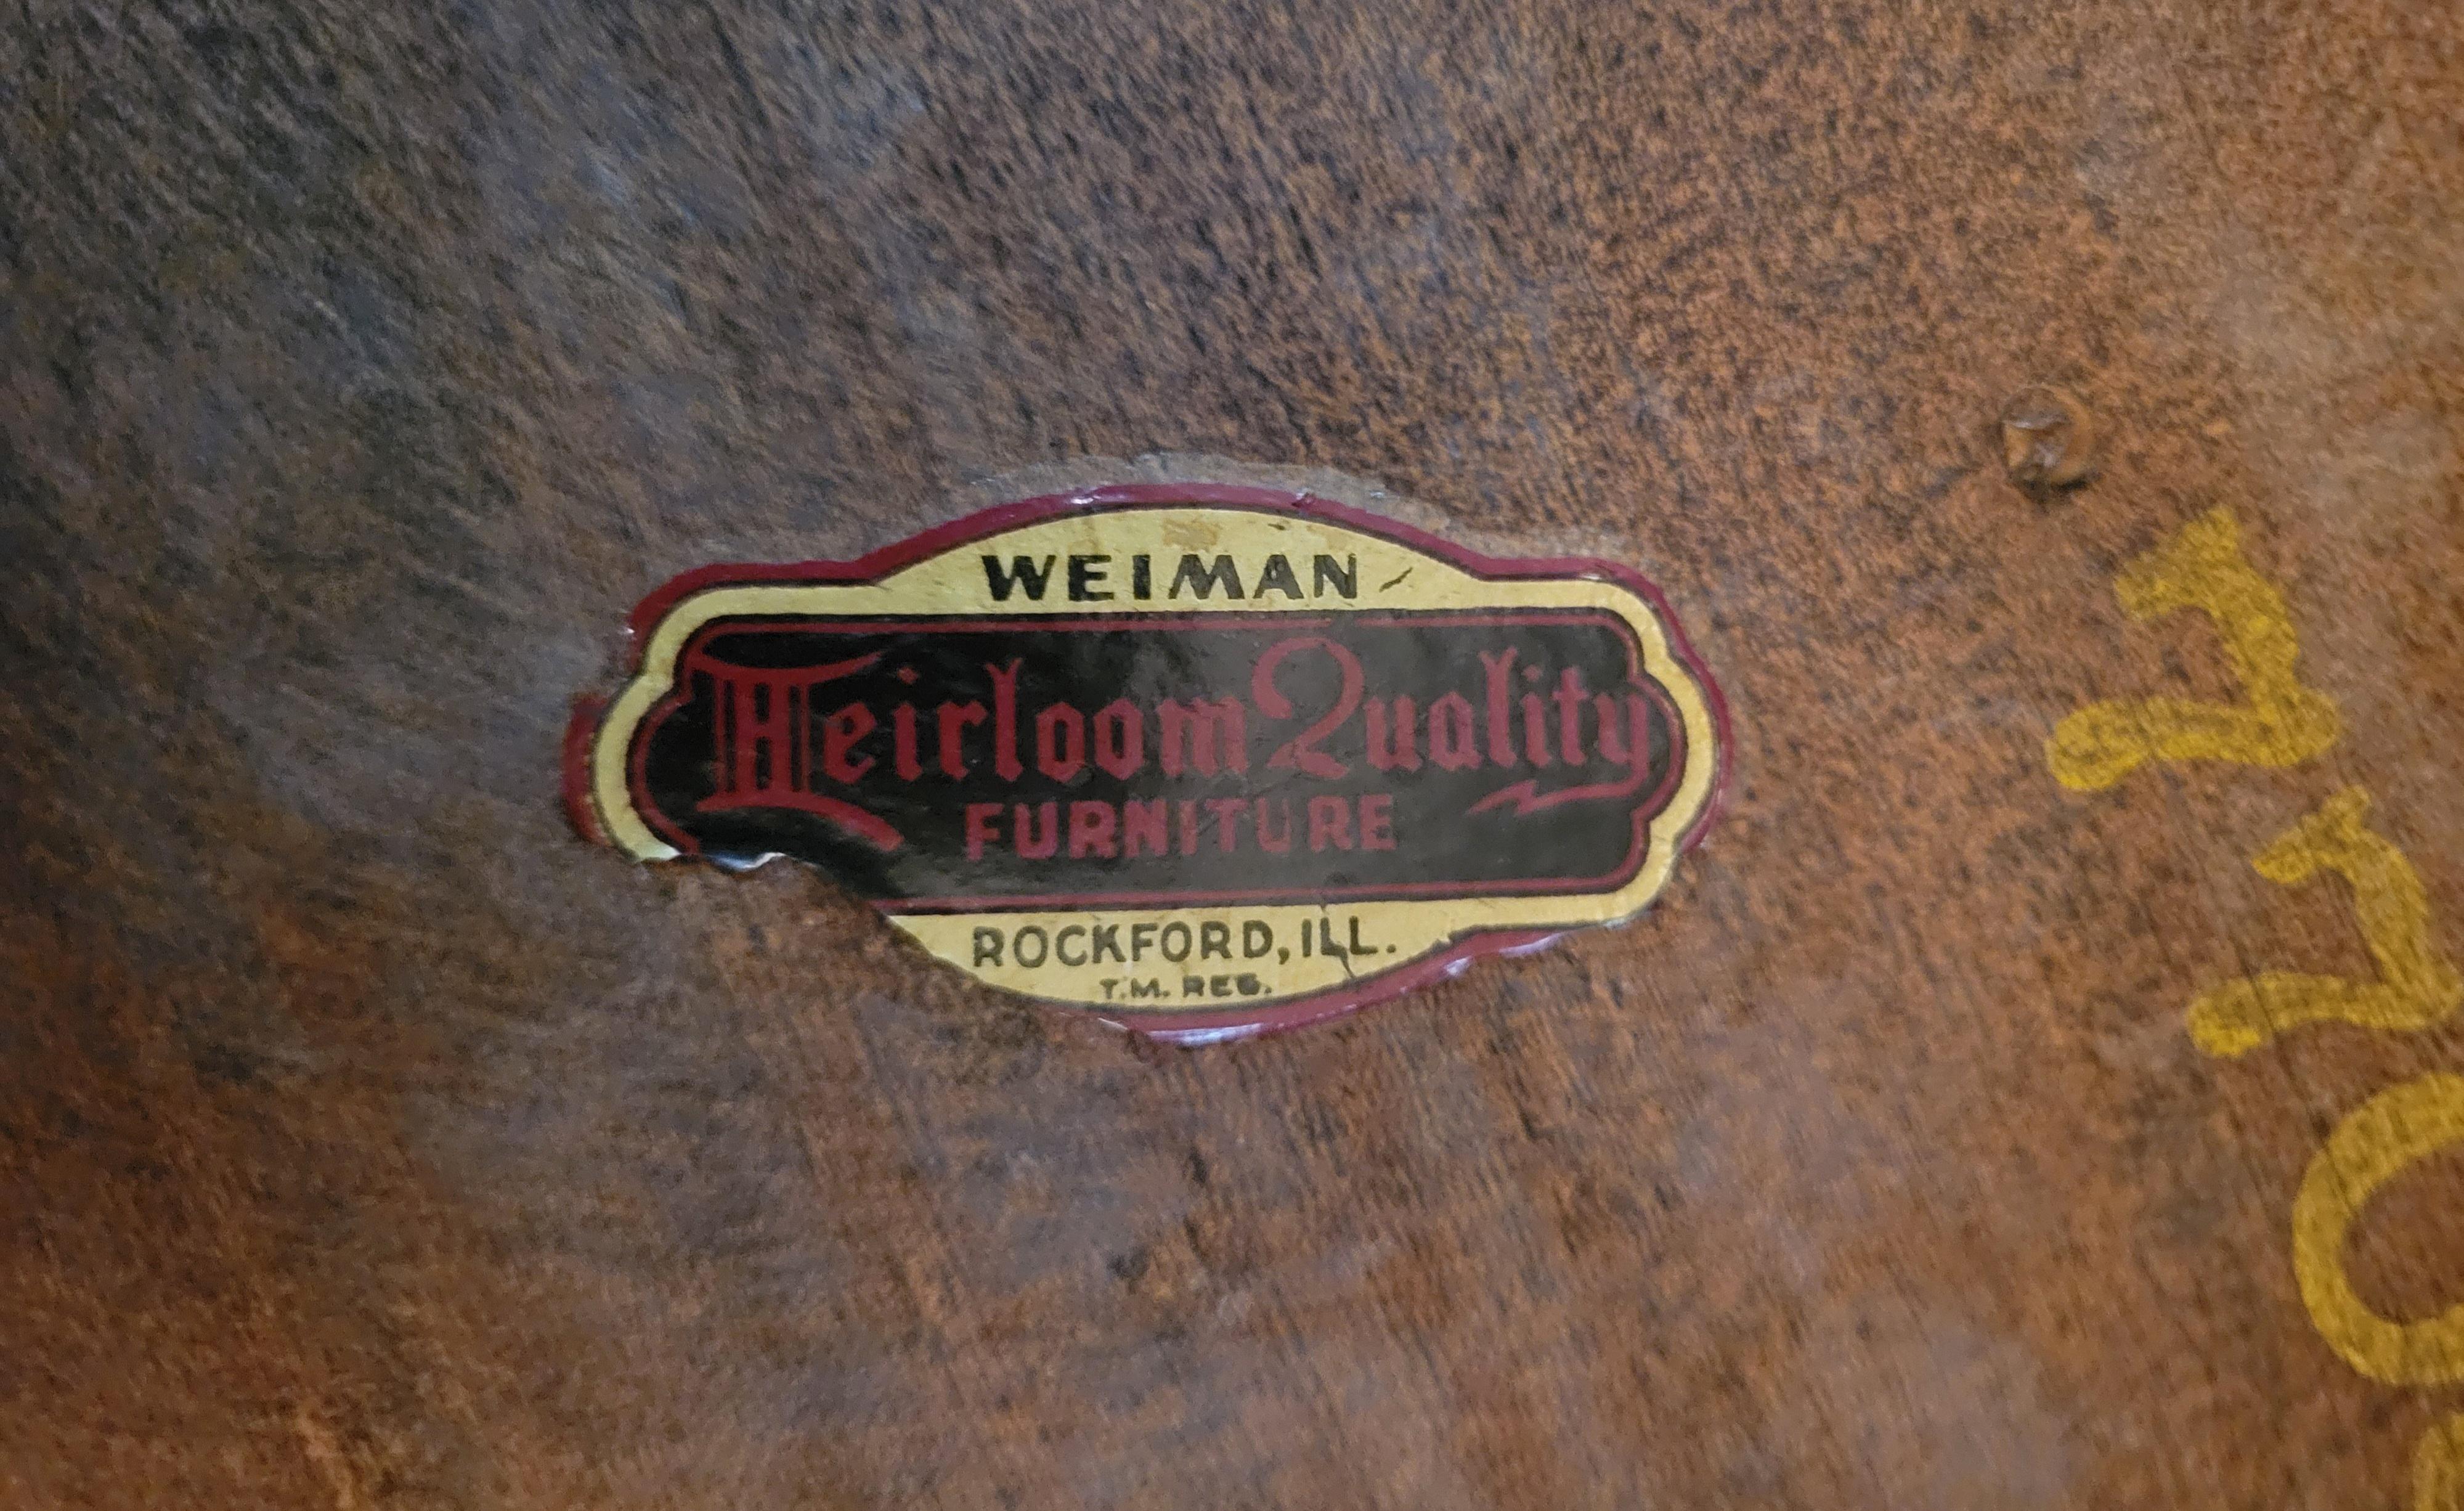 WEIMAN
Heirloom Quality
FURNITURE
ROCKFORD, ILL.
T.M. REG.